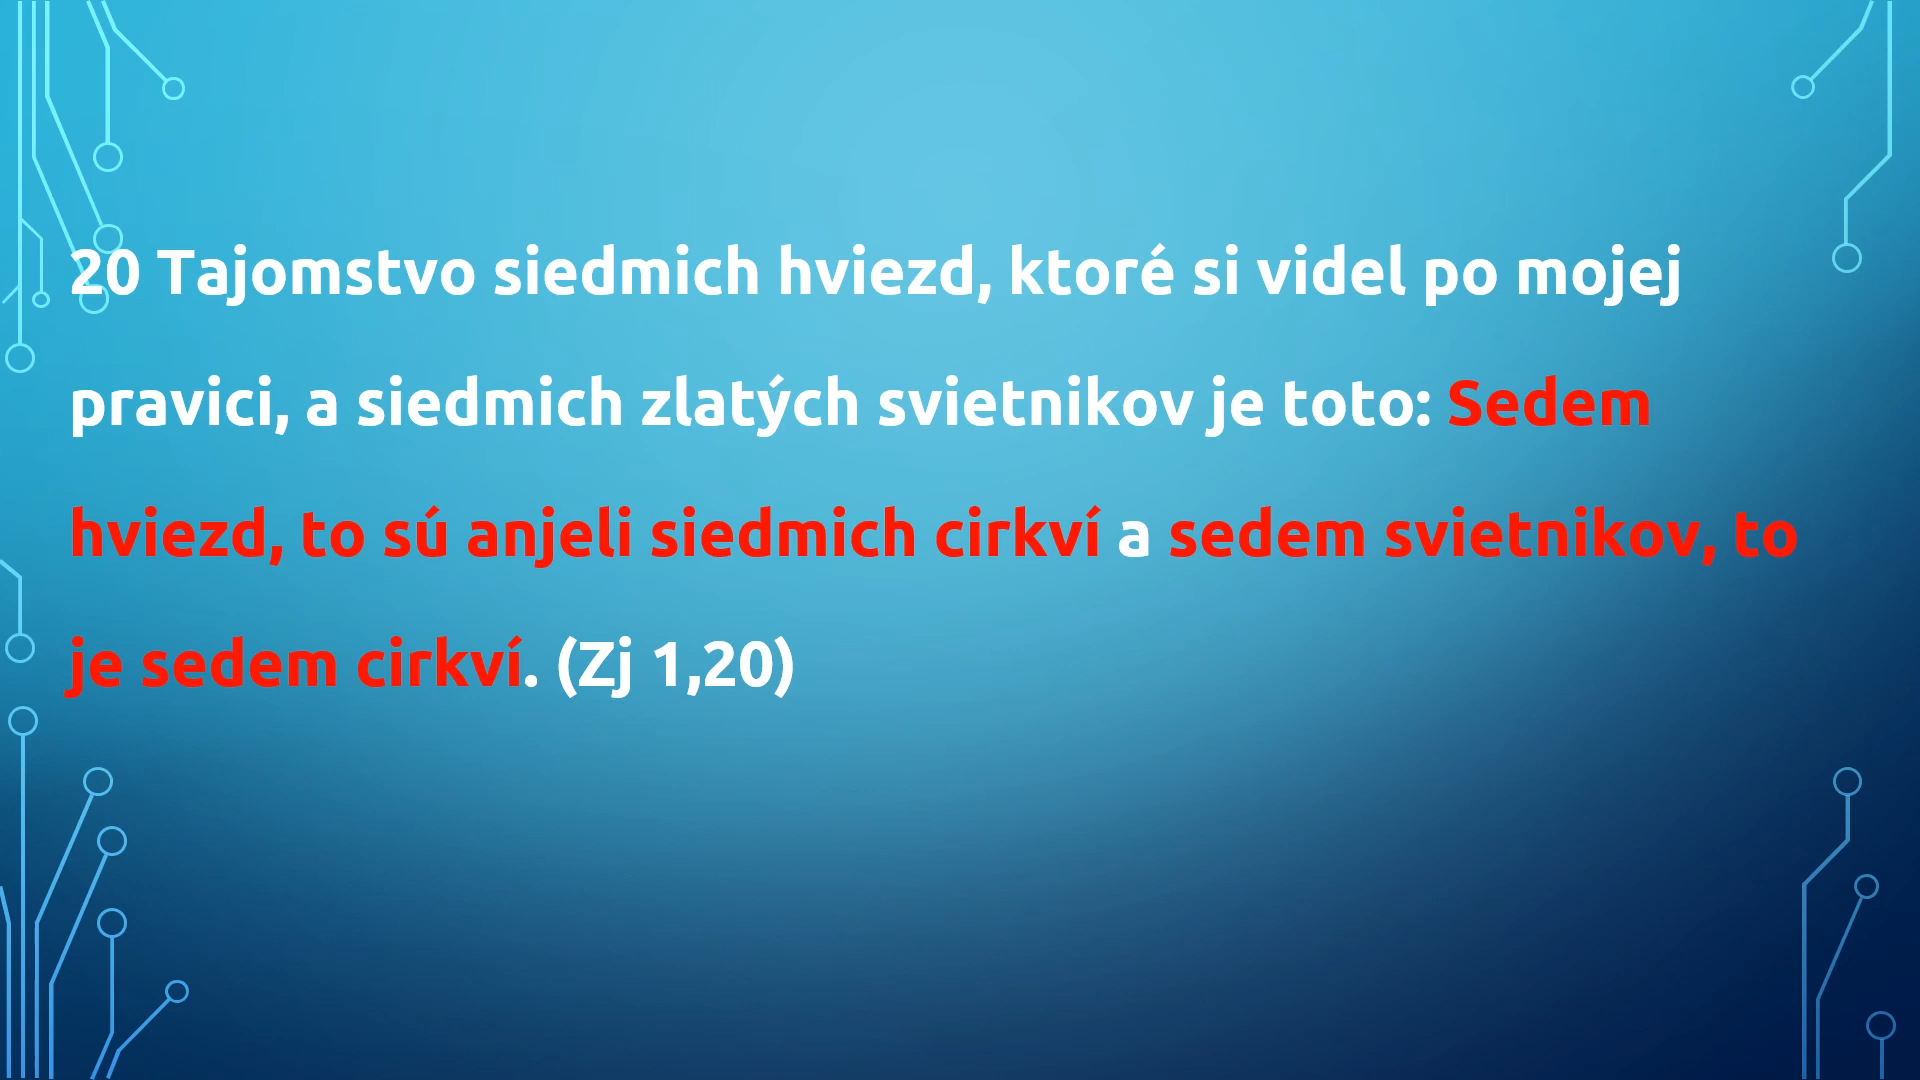 20 Tajomstvo siedmich hviezd, ktoré si videl po mojej
pravici, a siedmich zlatých svietnikov je toto: Sedem
hviezd, to sú anjeli siedmich cirkví a sedem svietnikov, to
je sedem cirkví. (Zj 1,20)